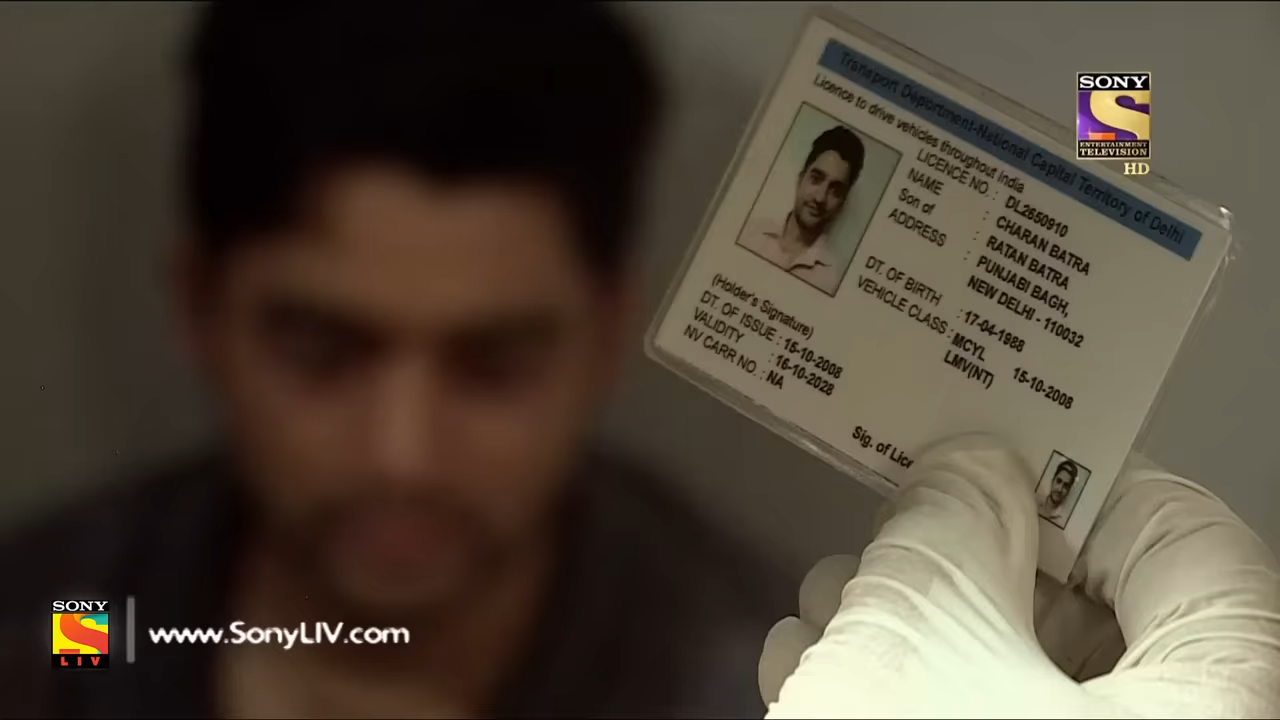 Transport Department-National Capital Territory of Delhi
Licence to drive vehicles throughout India
LICENCE NO. : DL2650910
NAME : CHARAN BATRA
Son of : RATAN BATRA
ADDRESS : PUNJABI BAGH,
NEW DELHI - 110032
DT. OF BIRTH : 17-04-1988
VEHICLE CLASS : MCYL 15-10-2008
LMV(NT)
(Holder's Signature)
DT. OF ISSUE : 15-10-2008
VALIDITY : 16-10-2028
NV CARR NO. : NA
Sig. of Lice
SONY
S
ENTERTAINMENT
TELEVISION
HD
SONY
S
LIV
www.SonyLIV.com